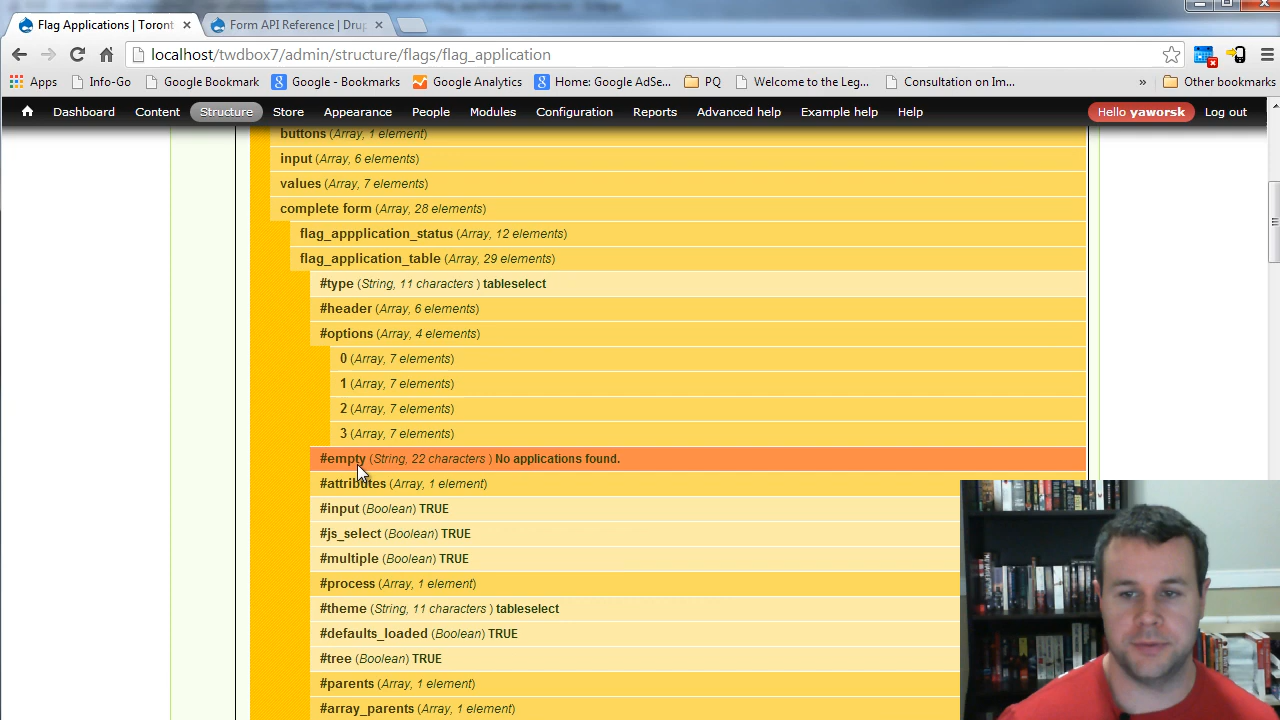 Flag Applications | Toront
Form API Reference | Drup
localhost/twdbox7/admin/structure/flags/flag_application
Apps Info-Go Google Bookmark Google - Bookmarks Google Analytics Home: Google AdSe... PQ Welcome to the Leg... Consultation on Im... » Other bookmarks
Dashboard Content Structure Store Appearance People Modules Configuration Reports Advanced help Example help Help Hello yaworsk Log out
buttons (Array, 1 element)
input (Array, 6 elements)
values (Array, 7 elements)
complete form (Array, 28 elements)
flag_appplication_status (Array, 12 elements)
flag_application_table (Array, 29 elements)
#type (String, 11 characters ) tableselect
#header (Array, 6 elements)
#options (Array, 4 elements)
0 (Array, 7 elements)
1 (Array, 7 elements)
2 (Array, 7 elements)
3 (Array, 7 elements)
#empty (String, 22 characters ) No applications found.
#attributes (Array, 1 element)
#input (Boolean) TRUE
#js_select (Boolean) TRUE
#multiple (Boolean) TRUE
#process (Array, 1 element)
#theme (String, 11 characters ) tableselect
#defaults_loaded (Boolean) TRUE
#tree (Boolean) TRUE
#parents (Array, 1 element)
#array_parents (Array, 1 element)